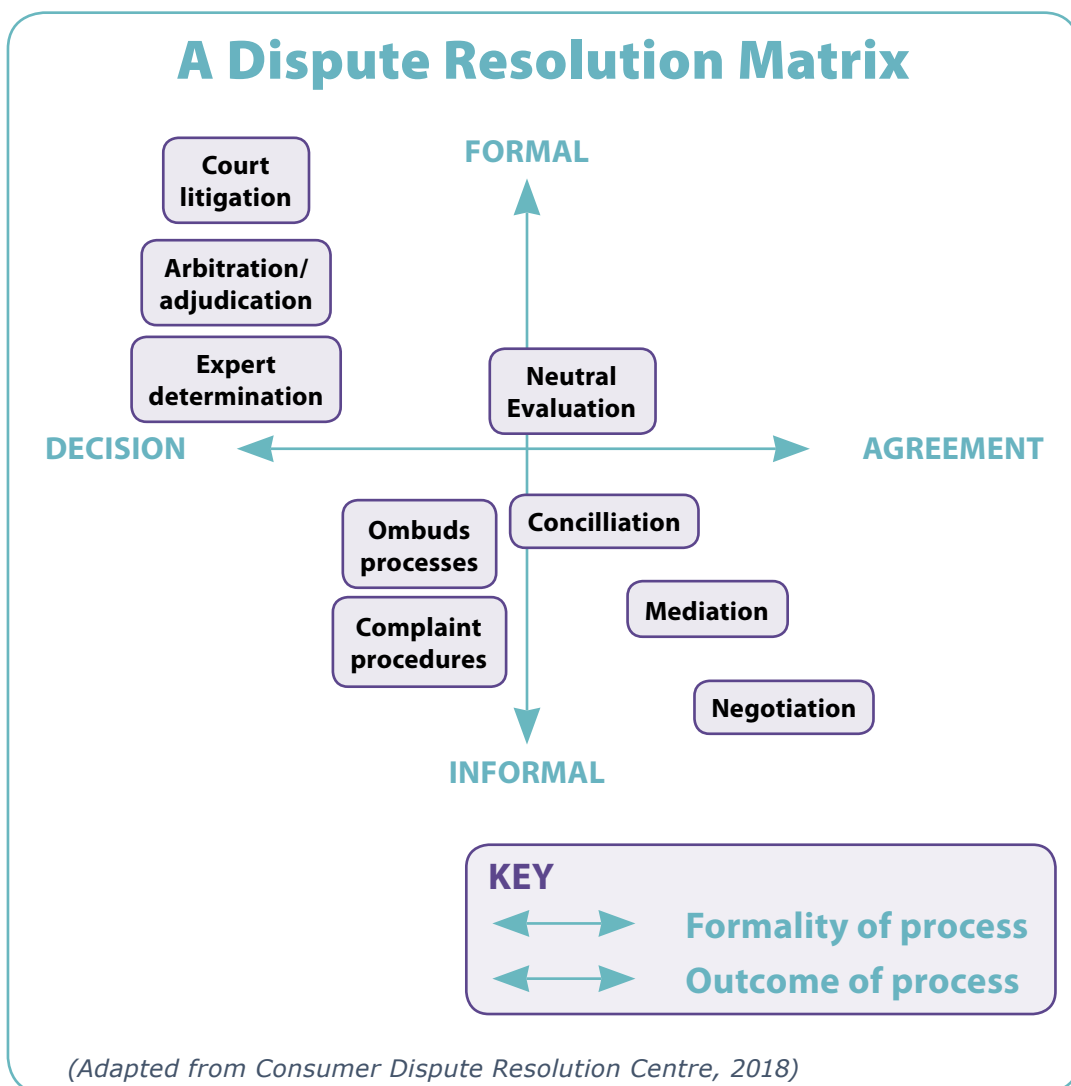 A Dispute Resolution Matrix
Court
litigation
FORMAL
Arbitration/
adjudication
Expert
determination
Neutral
Evaluation
DECISION
AGREEMENT
Ombuds
processes
Concilliation
Complaint
procedures
Mediation
Negotiation
INFORMAL
KEY
Formality of process
Outcome of process
(Adapted from Consumer Dispute Resolution Centre, 2018)